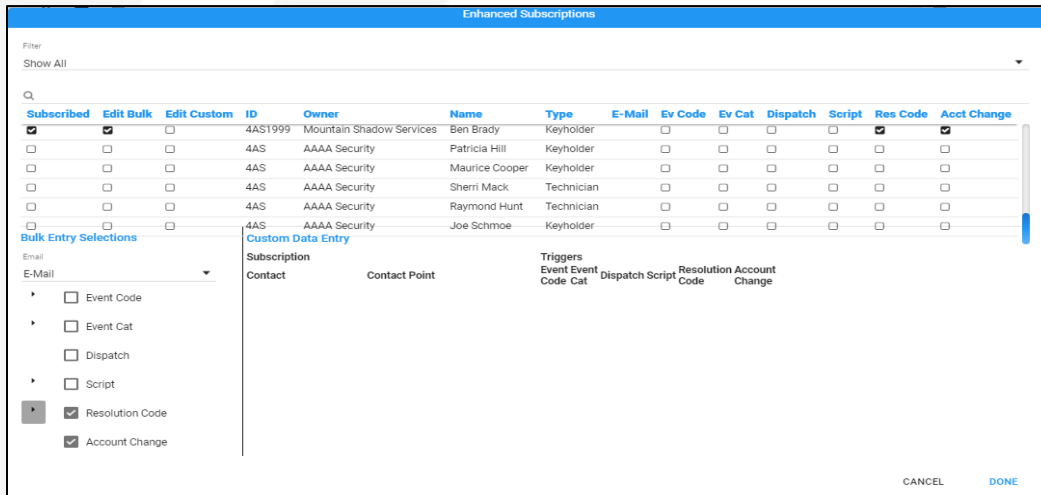 Enhanced Subscriptions
Filter
Show All
Subscribed Edit Bulk Edit Custom ID Owner Name Type E-Mail Ev Code Ev Cat Dispatch Script Res Code Acct Change
4AS1999 Mountain Shadow Services Ben Brady Keyholder
4AS AAAA Security Patricia Hill Keyholder
4AS AAAA Security Maurice Cooper Keyholder
4AS AAAA Security Sherri Mack Technician
4AS AAAA Security Raymond Hunt Technician
4AS AAAA Security Joe Schmoe Keyholder
Bulk Entry Selections
Email
E-Mail
Event Code
Event Cat
Dispatch
Script
Resolution Code
Account Change
Custom Data Entry
Subscription Triggers
Contact Contact Point Event Code Event Cat Dispatch Script Resolution Code Account Change
CANCEL DONE